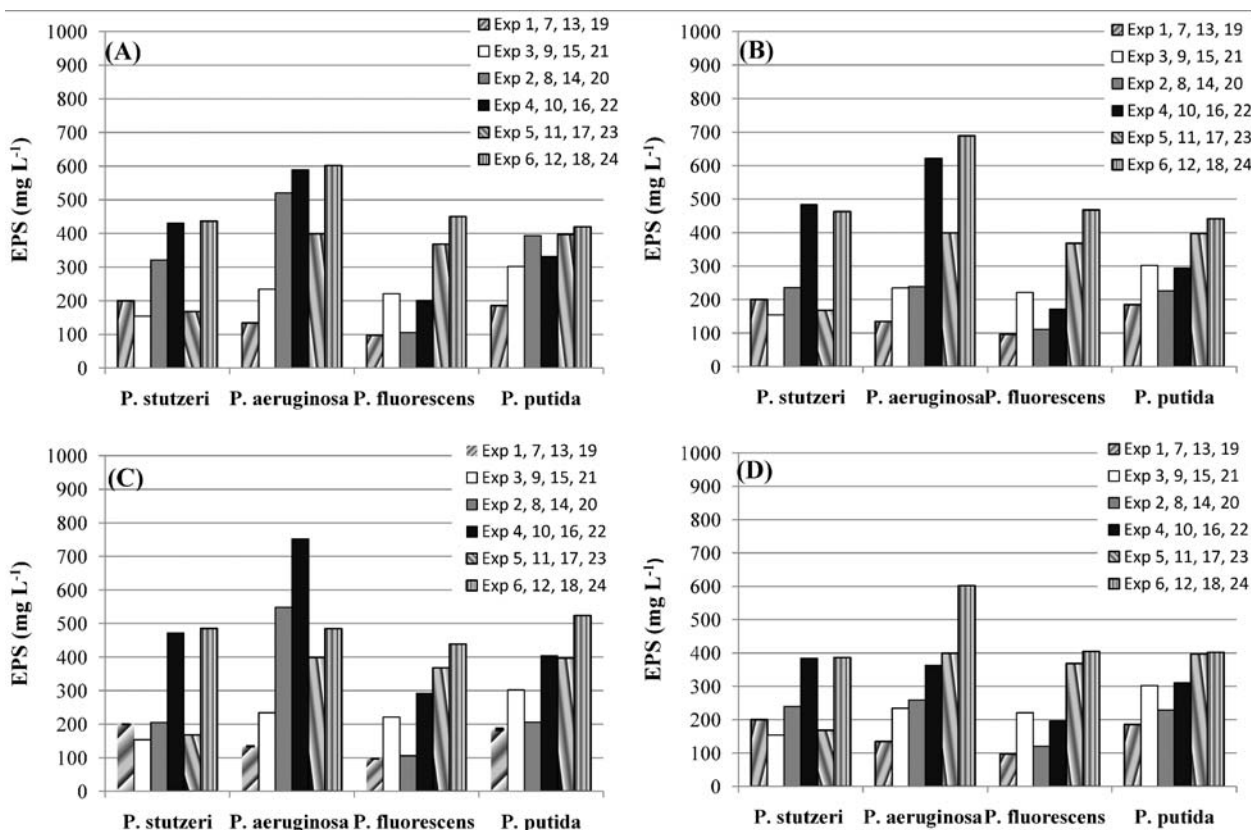 (A)
EPS (mg L-1)
1000
900
800
700
600
500
400
300
200
100
0
Exp 1, 7, 13, 19
Exp 3, 9, 15, 21
Exp 2, 8, 14, 20
Exp 4, 10, 16, 22
Exp 5, 11, 17, 23
Exp 6, 12, 18, 24
P. stutzeri P. aeruginosa P. fluorescens P. putida
(B)
EPS (mg L-1)
1000
900
800
700
600
500
400
300
200
100
0
Exp 1, 7, 13, 19
Exp 3, 9, 15, 21
Exp 2, 8, 14, 20
Exp 4, 10, 16, 22
Exp 5, 11, 17, 23
Exp 6, 12, 18, 24
P. stutzeri P. aeruginosa P. fluorescens P. putida
(C)
EPS (mg L-1)
1000
900
800
700
600
500
400
300
200
100
0
Exp 1, 7, 13, 19
Exp 3, 9, 15, 21
Exp 2, 8, 14, 20
Exp 4, 10, 16, 22
Exp 5, 11, 17, 23
Exp 6, 12, 18, 24
P. stutzeri P. aeruginosa P. fluorescens P. putida
(D)
EPS (mg L-1)
1000
900
800
700
600
500
400
300
200
100
0
Exp 1, 7, 13, 19
Exp 3, 9, 15, 21
Exp 2, 8, 14, 20
Exp 4, 10, 16, 22
Exp 5, 11, 17, 23
Exp 6, 12, 18, 24
P. stutzeri P. aeruginosa P. fluorescens P. putida